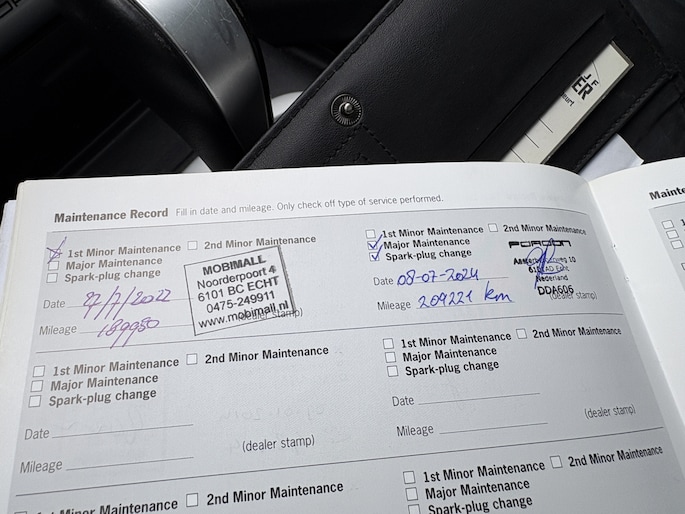 Maintenance Record Fill in date and mileage. Only check off type of service performed.
1st Minor Maintenance 2nd Minor Maintenance
Major Maintenance
Spark-plug change
Date 27/7/2022
Mileage 189980
MOBIMALL
Noorderpoort 4
6101 BC ECHT
0475-249911
www.mobimall.nl
(dealer stamp)
1st Minor Maintenance 2nd Minor Maintenance
Major Maintenance
Spark-plug change
Date 08-07-2024
Mileage 209221 km
10
Echt
Nederland
DDA606
(dealer stamp)
1st Minor Maintenance 2nd Minor Maintenance
Major Maintenance
Spark-plug change
Date
Mileage
(dealer stamp)
1st Minor Maintenance 2nd Minor Maintenance
Major Maintenance
Spark-plug change
Date
Mileage
(dealer stamp)
1st Minor Maintenance 2nd Minor Maintenance
1st Minor Maintenance 2nd Minor Maintenance
Major Maintenance
Spark-plug change
Mainte
ER